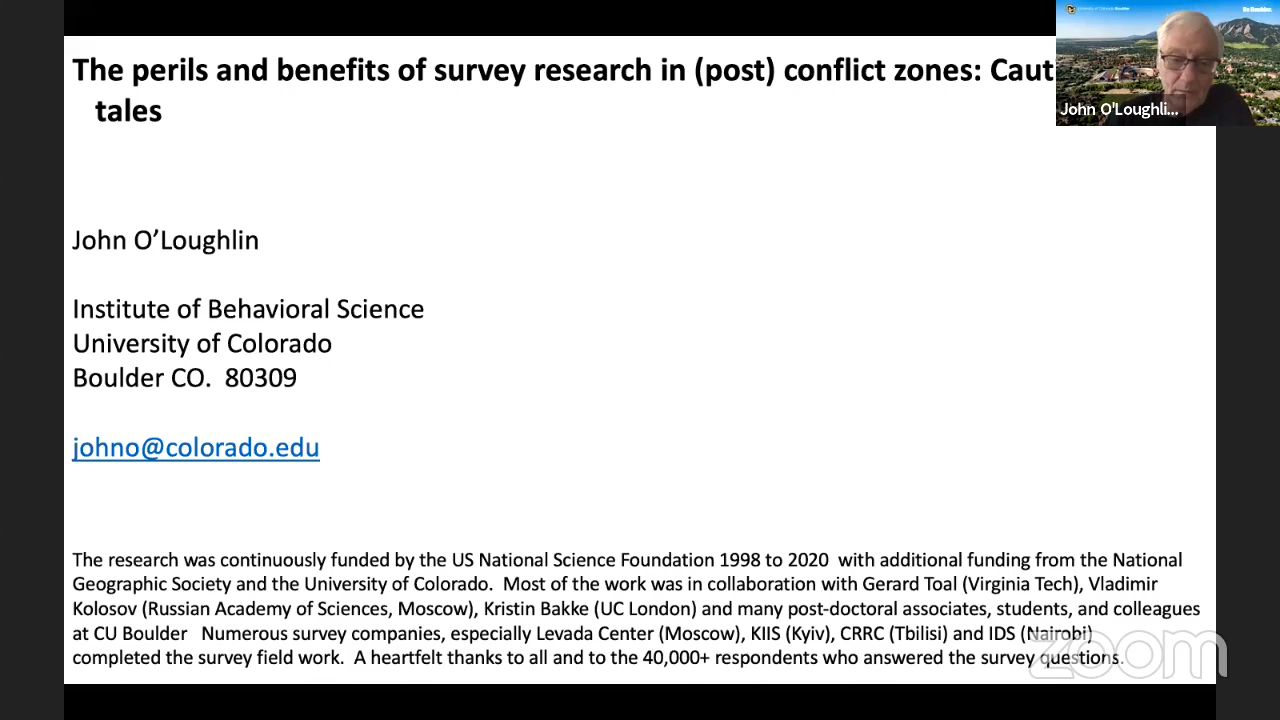 The perils and benefits of survey research in (post) conflict zones: Caut
tales
John O'Loughli...
John O’Loughlin
Institute of Behavioral Science
University of Colorado
Boulder CO.  80309
johno@colorado.edu
The research was continuously funded by the US National Science Foundation 1998 to 2020  with additional funding from the National
Geographic Society and the University of Colorado.  Most of the work was in collaboration with Gerard Toal (Virginia Tech), Vladimir
Kolosov (Russian Academy of Sciences, Moscow), Kristin Bakke (UC London) and many post-doctoral associates, students, and colleagues
at CU Boulder   Numerous survey companies, especially Levada Center (Moscow), KIIS (Kyiv), CRRC (Tbilisi) and IDS (Nairobi)
completed the survey field work.  A heartfelt thanks to all and to the 40,000+ respondents who answered the survey questions.
zoom